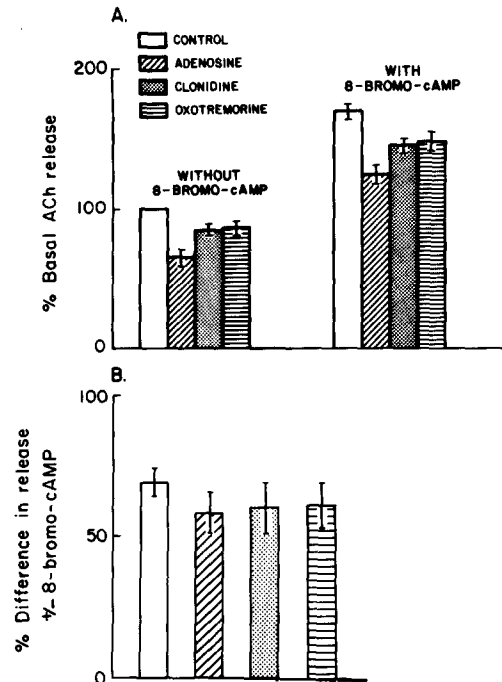 A.
CONTROL
ADENOSINE
CLONIDINE
OXOTREMORINE
WITH
8-BROMO-cAMP
WITHOUT
8-BROMO-cAMP
200
100
0
% Basal ACh release
B.
100
50
0
% Difference in release
+/- 8-bromo-cAMP